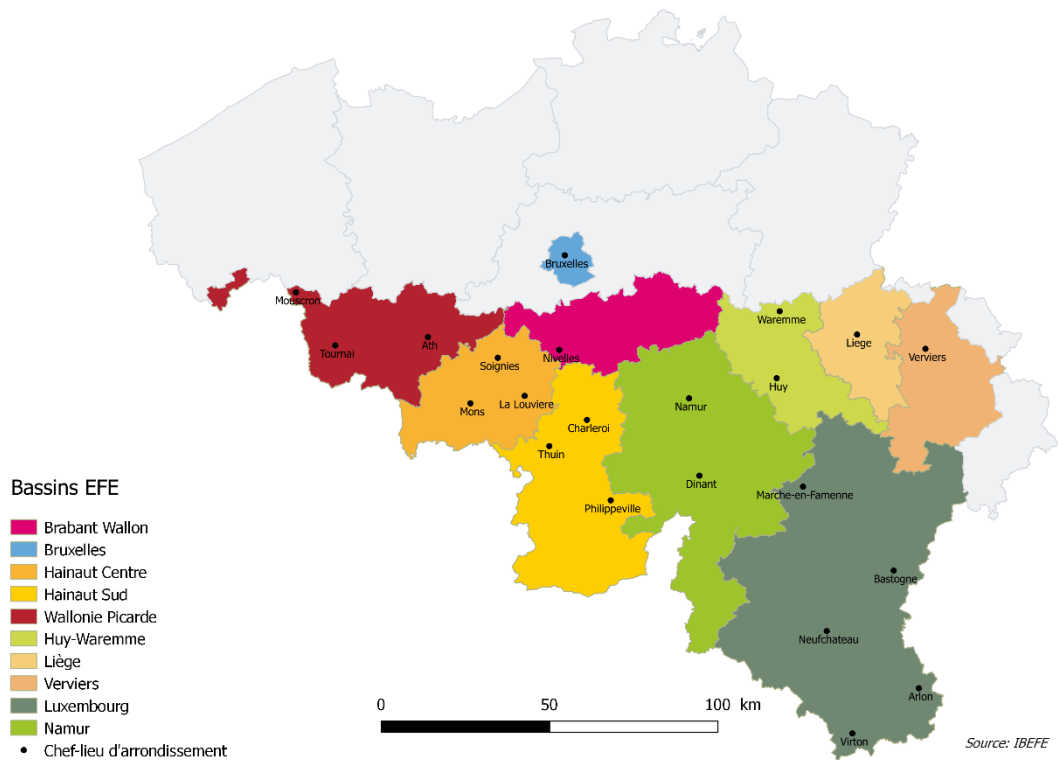 Bruxelles
Mouscron
Waremme
Tournai
Ath
Soignies
Nivelles
Liege
Verviers
Mons
La Louviere
Huy
Namur
Charleroi
Thuin
Dinant
Marche-en-Famenne
Philippeville
Bastogne
Neufchateau
Arlon
Virton
Bassins EFE
Brabant Wallon
Bruxelles
Hainaut Centre
Hainaut Sud
Wallonie Picarde
Huy-Waremme
Liège
Verviers
Luxembourg
Namur
Chef-lieu d'arrondissement
0 50 100 km
Source: IBEFE